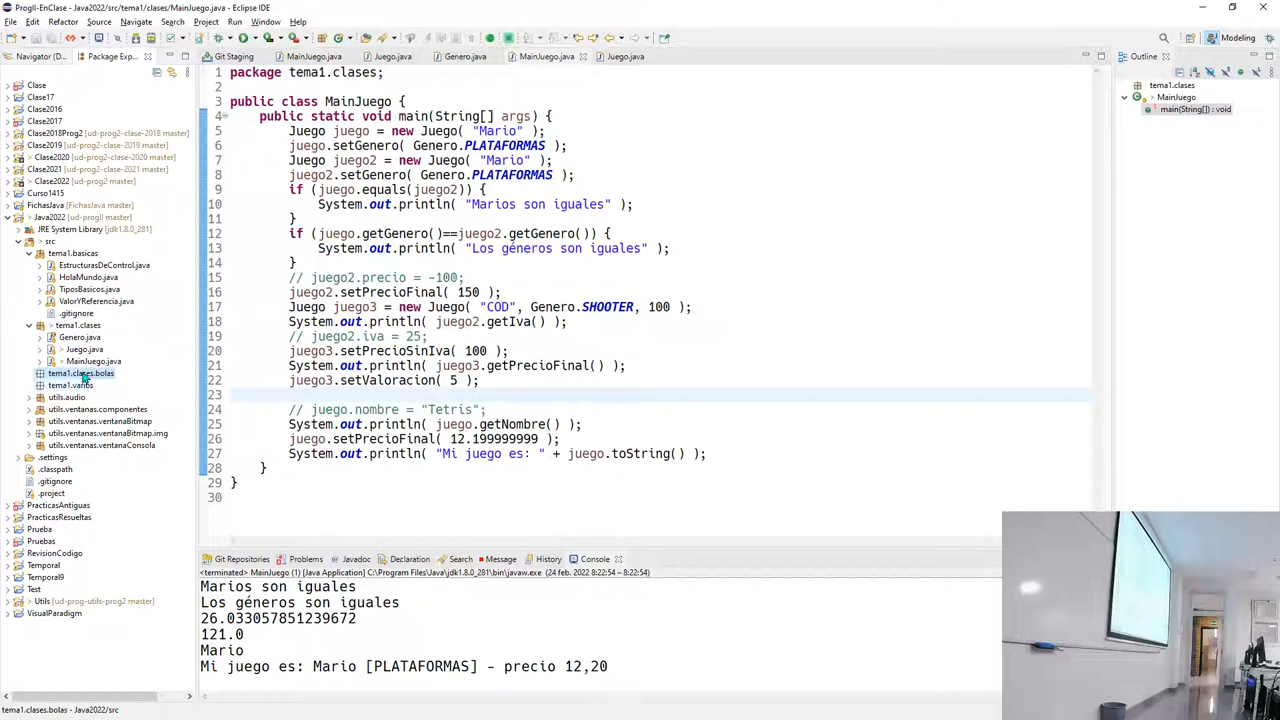 ProgII-EnClase - Java2022/src/tema1/clases/MainJuego.java - Eclipse IDE
File Edit Refactor Source Navigate Search Project Run Window Help
Modeling
Navigator (D...
Package Exp...
Git Staging
MainJuego.java
Juego.java
Genero.java
MainJuego.java
Juego.java
Outline
Clase
Clase17
Clase2016
Clase17
Clase2018Prog2 [ud-prog2-clase-2018 master]
Clase2019 [ud-prog2-clase-2019 master]
> Clase2020 [ud-prog2-clase-2020 master]
Clase2021 [ud-prog2-clase-2021 master]
> Clase2022 [ud-prog2 master]
Curso1415
FichasJava [FichasJava master]
Java2022 [ud-progII master]
JRE System Library [jdk1.8.0_281]
> src
tema1.basicas
EstructurasDeControl.java
HolaMundo.java
TiposBasicos.java
ValorYReferencia.java
.gitignore
> tema1.clases
Genero.java
> Juego.java
> MainJuego.java
tema1.clases.bolas
tema1.varios
utils.audio
utils.ventanas.componentes
utils.ventanas.ventanaBitmap
utils.ventanas.ventanaBitmap.img
utils.ventanas.ventanaConsola
.settings
.classpath
.gitignore
.project
PracticasAntiguas
PracticasResueltas
Prueba
Pruebas
RevisionCodigo
Temporal
Temporal9
Test
> Utils [ud-prog-utils-prog2 master]
VisualParadigm
1 package tema1.clases;
2
3 public class MainJuego {
4 public static void main(String[] args) {
5 Juego juego = new Juego( "Mario" );
6 juego.setGenero( Genero.PLATAFORMAS );
7 Juego juego2 = new Juego( "Mario" );
8 juego2.setGenero( Genero.PLATAFORMAS );
9 if (juego.equals(juego2)) {
10 System.out.println( "Marios son iguales" );
11 }
12 if (juego.getGenero()==juego2.getGenero()) {
13 System.out.println( "Los géneros son iguales" );
14 }
15 // juego2.precio = -100;
16 juego2.setPrecioFinal( 150 );
17 Juego juego3 = new Juego( "COD", Genero.SHOOTER, 100 );
18 System.out.println( juego2.getIva() );
19 // juego2.iva = 25;
20 juego3.setPrecioSinIva( 100 );
21 System.out.println( juego3.getPrecioFinal() );
22 juego3.setValoracion( 5 );
23
24 // juego.nombre = "Tetris";
25 System.out.println( juego.getNombre() );
26 juego.setPrecioFinal( 12.199999999 );
27 System.out.println( "Mi juego es: " + juego.toString() );
28 }
29 }
30
tema1.clases
MainJuego
main(String[]) : void
Git Repositories
Problems
Javadoc
Declaration
Search
Message
History
Console
<terminated> MainJuego (1) [Java Application] C:\Program Files\Java\jdk1.8.0_281\bin\javaw.exe (24 feb. 2022 8:22:54 – 8:22:54)
Marios son iguales
Los géneros son iguales
26.033057851239672
121.0
Mario
Mi juego es: Mario [PLATAFORMAS] - precio 12,20
tema1.clases.bolas - Java2022/src